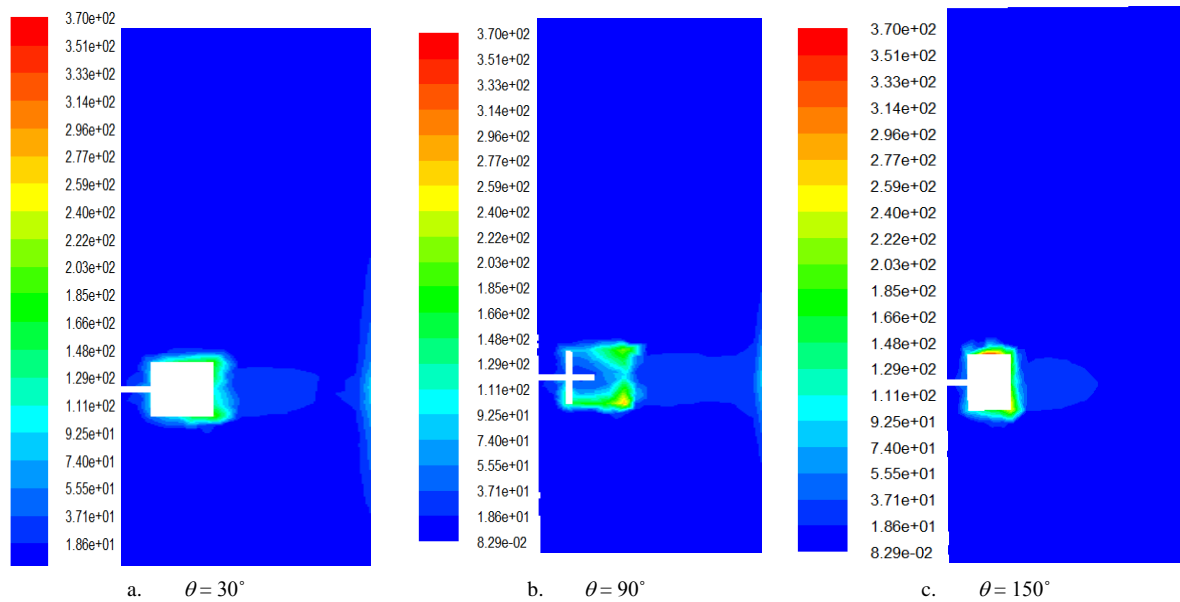 3.70e+02
3.51e+02
3.33e+02
3.14e+02
2.96e+02
2.77e+02
2.59e+02
2.40e+02
2.22e+02
2.03e+02
1.85e+02
1.66e+02
1.48e+02
1.29e+02
1.11e+02
9.25e+01
7.40e+01
5.55e+01
3.71e+01
1.86e+01
a. θ = 30°
3.70e+02
3.51e+02
3.33e+02
3.14e+02
2.96e+02
2.77e+02
2.59e+02
2.40e+02
2.22e+02
2.03e+02
1.85e+02
1.66e+02
1.48e+02
1.29e+02
1.11e+02
9.25e+01
7.40e+01
5.55e+01
3.71e+01
1.86e+01
8.29e-02
b. θ = 90°
3.70e+02
3.51e+02
3.33e+02
3.14e+02
2.96e+02
2.77e+02
2.59e+02
2.40e+02
2.22e+02
2.03e+02
1.85e+02
1.66e+02
1.48e+02
1.29e+02
1.11e+02
9.25e+01
7.40e+01
5.55e+01
3.71e+01
1.86e+01
8.29e-02
c. θ = 150°